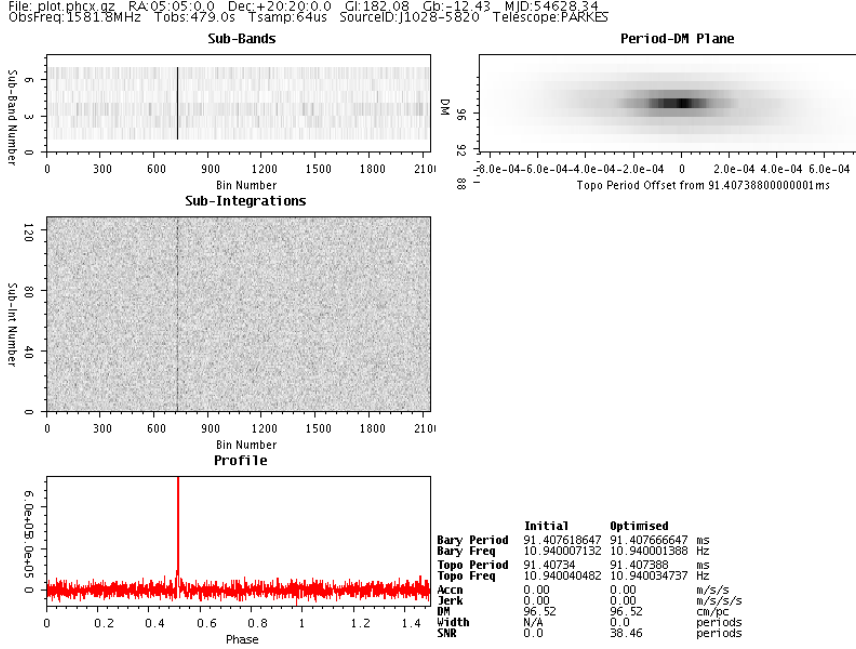 File: plot.phcx.gz RA:05:05:0.0 Dec:+20:20:0.0 Gl:182.08 Gb:-12.43 MJD:54628.34
ObsFreq:1581.8MHz Tobs:479.0s Tsamp:64us SourceID:J1028-5820 Telescope:PARKES
Sub-Bands
Sub-Band Number
0 3 6
0 300 600 900 1200 1500 1800
Bin Number
Period-DM Plane
DM
88 92 96
-8.0e-04 -6.0e-04 -4.0e-04 -2.0e-04 0 2.0e-04 4.0e-04 6.0e-04
Topo Period Offset from 91.40738800000001ms
Sub-Integrations
Sub-Int Number
0 40 80 120
0 300 600 900 1200 1500 1800
Bin Number
Profile
0 6.0e+05
0 0.2 0.4 0.6 0.8 1 1.2 1.4
Phase
Initial Optimised
Bary Period 91.407618647 91.407666647 ms
Bary Freq 10.940007132 10.940001388 Hz
Topo Period 91.40734 91.407388 ms
Topo Freq 10.940040482 10.940034737 Hz
Accn 0.00 0.00 m/s/s
Jerk 0.00 0.00 m/s/s/s
DM 96.52 96.52 cm/pc
Width N/A 0.0 periods
SNR 0.0 38.46 periods